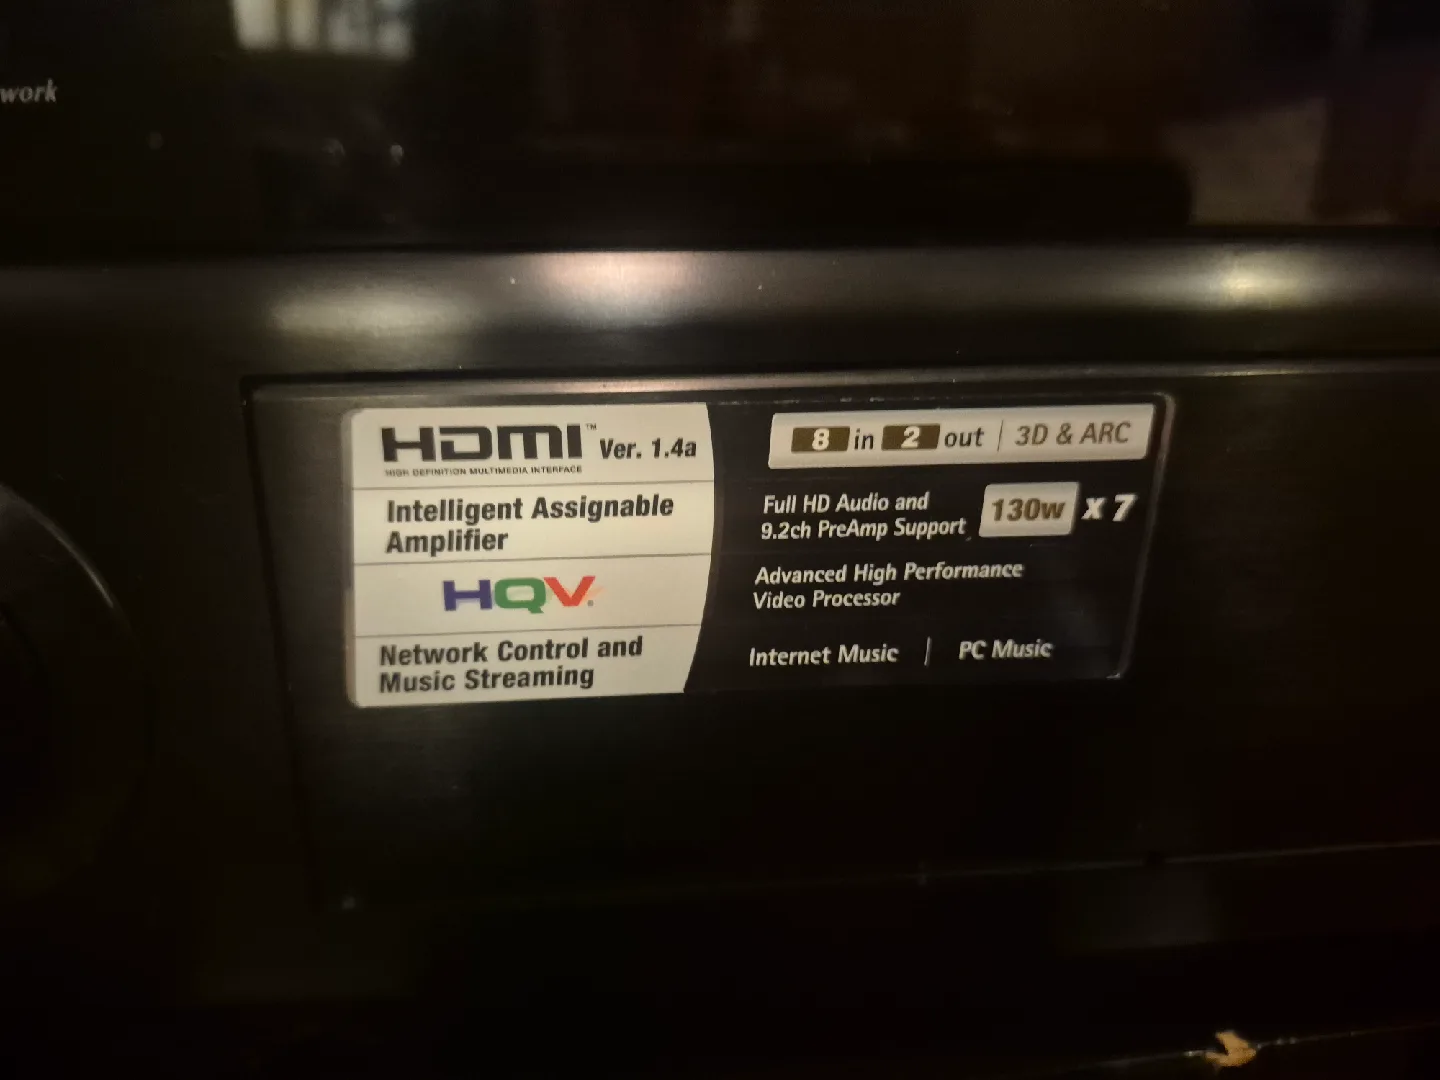 work
HDMI™ Ver. 1.4a
HIGH DEFINITION MULTIMEDIA INTERFACE
8 in 2 out | 3D & ARC
Intelligent Assignable
Amplifier
Full HD Audio and
9.2ch PreAmp Support
130w x 7
HQV®
Advanced High Performance
Video Processor
Network Control and
Music Streaming
Internet Music | PC Music